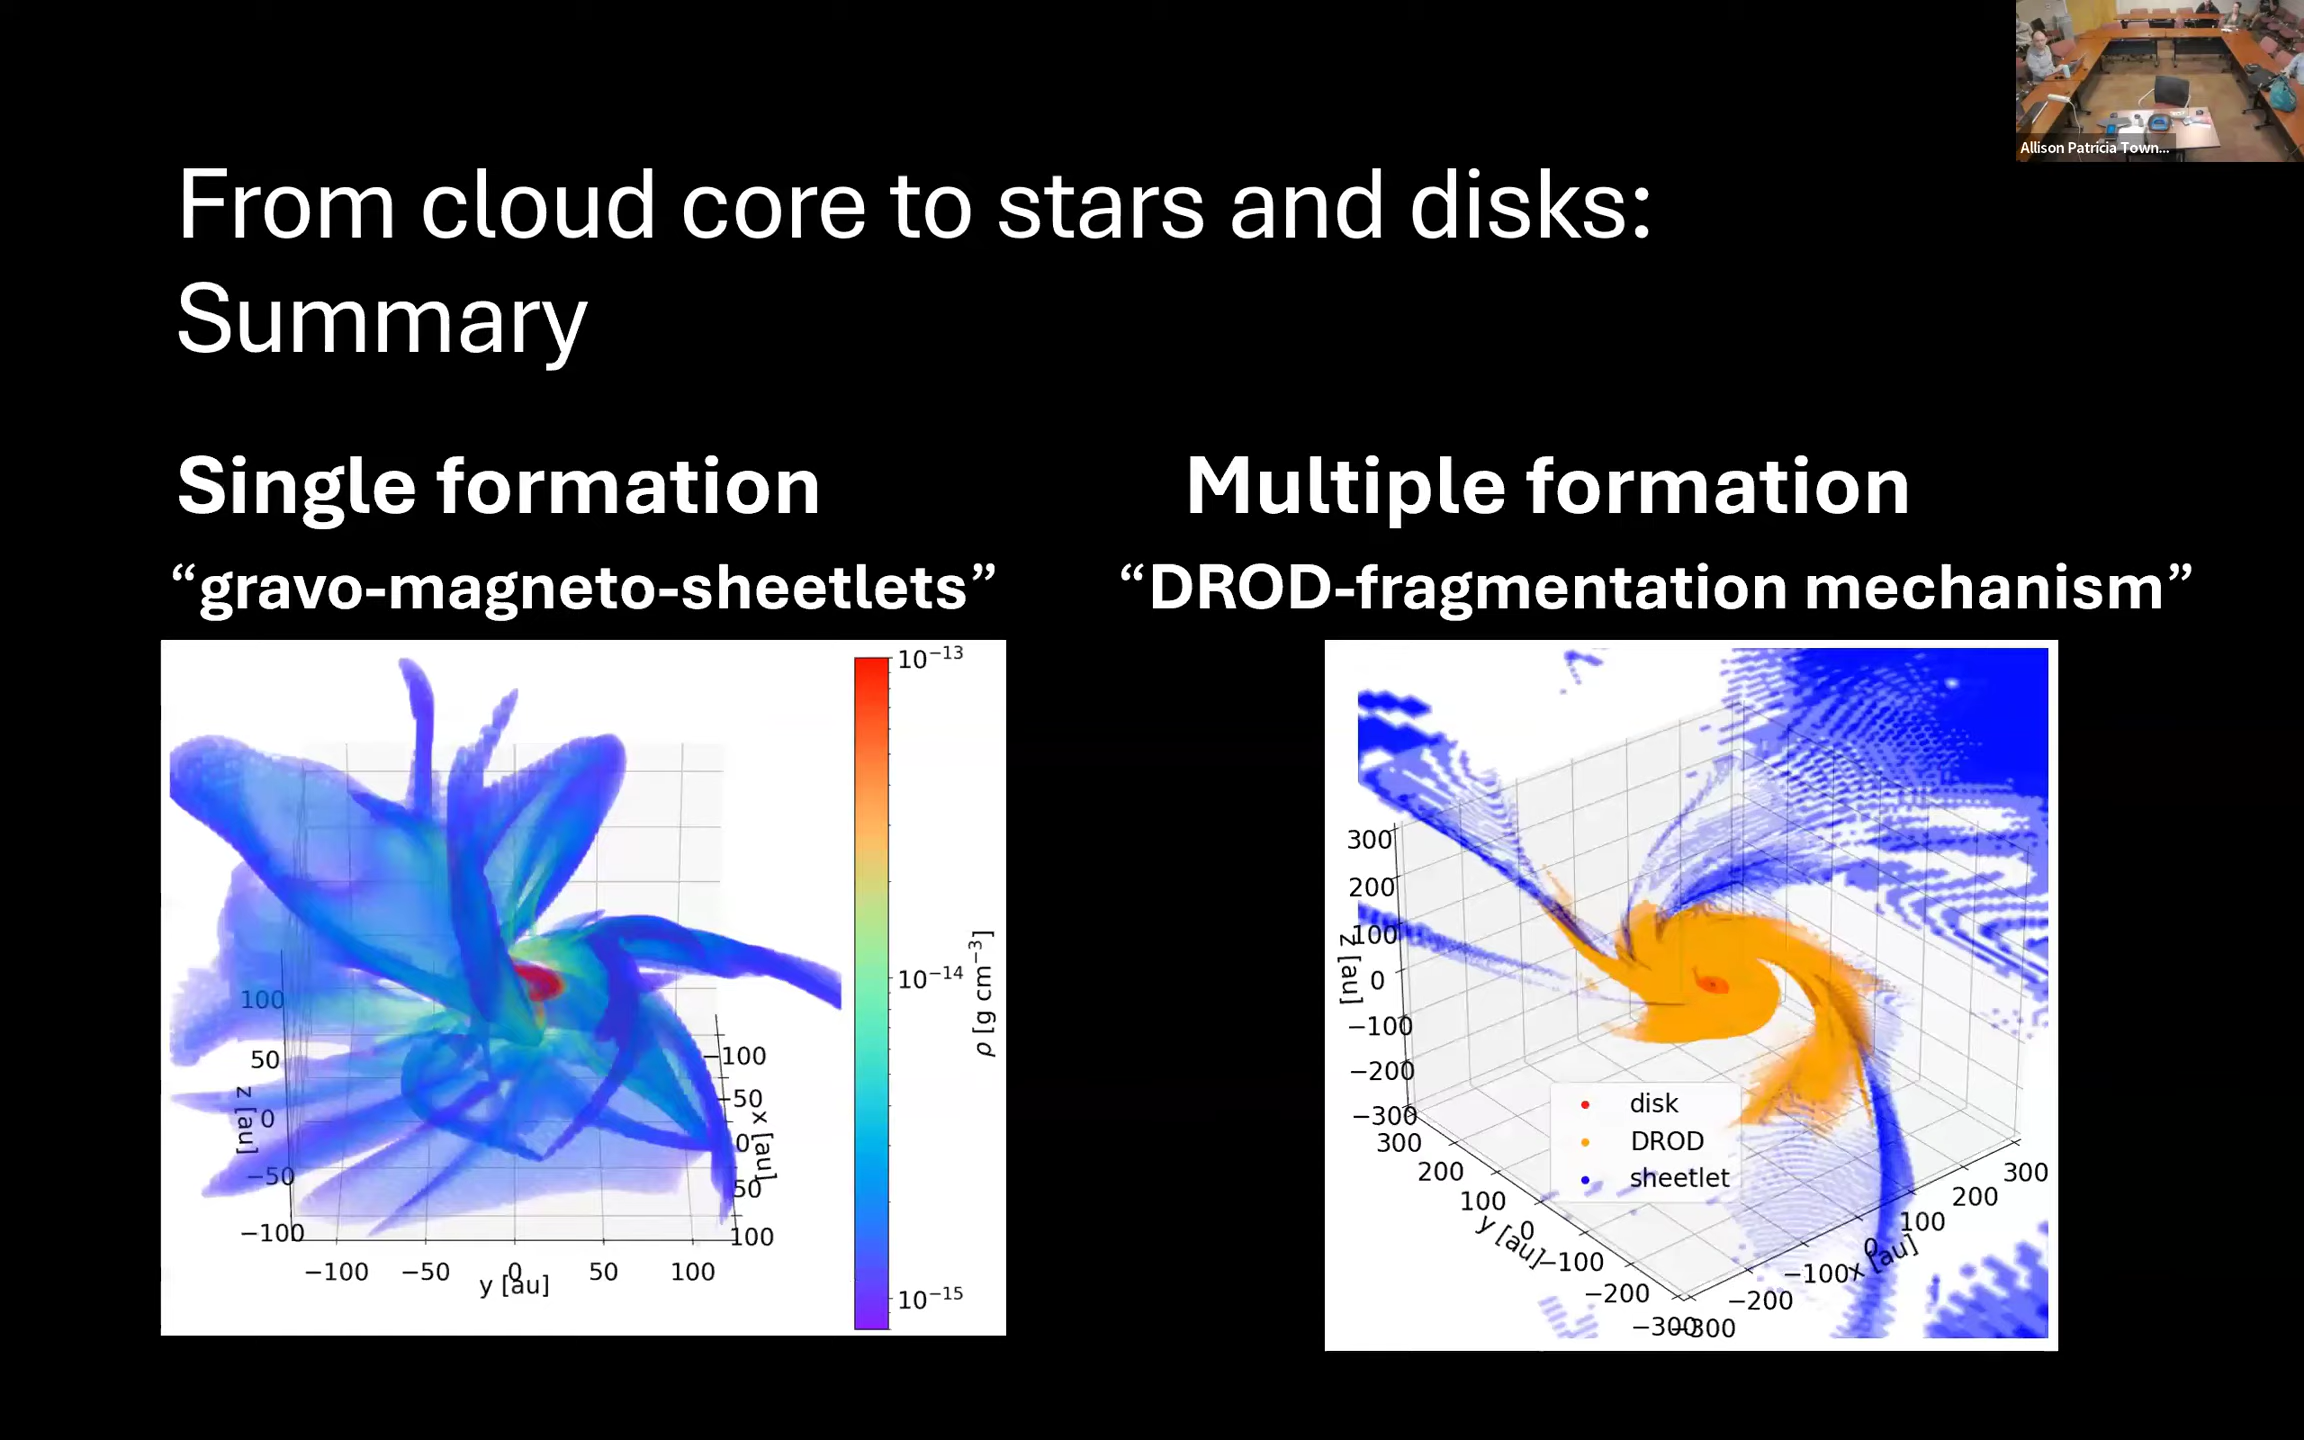 Allison Patricia Town...
From cloud core to stars and disks:
Summary
Single formation
“gravo-magneto-sheetlets”
10−13
10−14
10−15
ρ [g cm−3]
100
50
0
−50
−100
z [au]
−100
−50
0
50
100
y [au]
−100
−50
0
50
100
x [au]
Multiple formation
“DROD-fragmentation mechanism”
300
200
100
0
−100
−200
−300
z [au]
300
200
100
0
−100
−200
−300
y [au]
300
200
100
0
−100
−200
−300
x [au]
disk
DROD
sheetlet